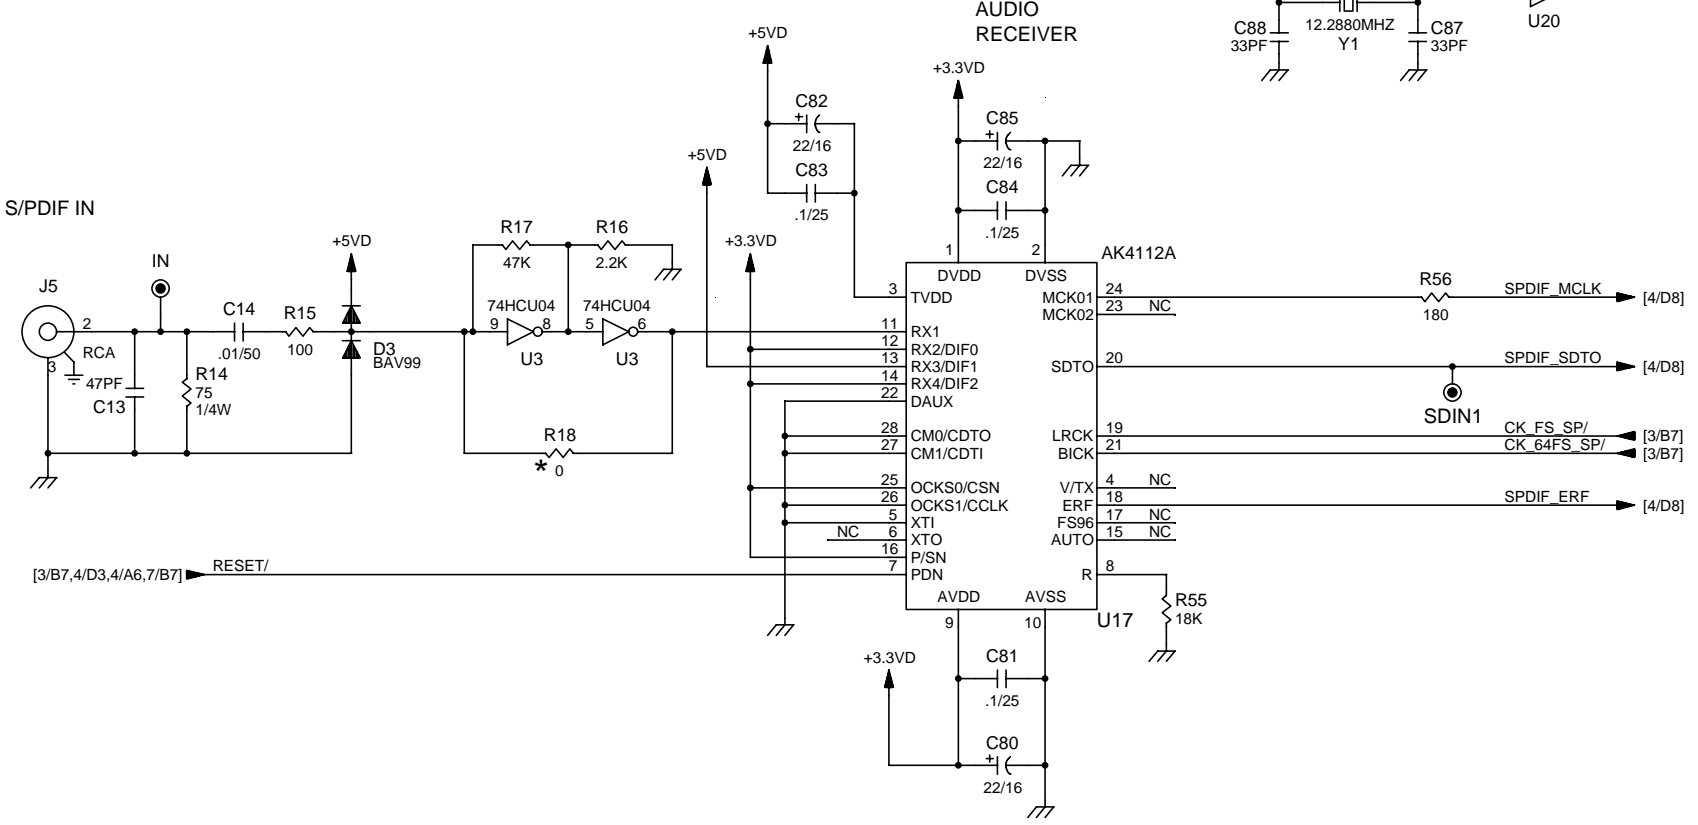 AUDIO
RECEIVER
+5VD
C82
22/16
C83
.1/25
+3.3VD
C85
22/16
C84
.1/25
C88
33PF
12.2880MHZ
Y1
C87
33PF
U20
S/PDIF IN
J5
2
RCA
3
IN
47PF
C13
R14
75
1/4W
C14
.01/50
R15
100
+5VD
D3
BAV99
R17
47K
R16
2.2K
74HCU04
9
8
U3
74HCU04
5
6
U3
R18
* 0
+5VD
+3.3VD
[3/B7,4/D3,4/A6,7/B7]
RESET/
AK4112A
1
DVDD
2
DVSS
3 TVDD
11 RX1
12 RX2/DIF0
13 RX3/DIF1
14 RX4/DIF2
22 DAUX
28 CM0/CDTO
27 CM1/CDTI
25 OCKS0/CSN
26 OCKS1/CCLK
5 XTI
NC 6 XTO
16 P/SN
7 PDN
MCK01 24
MCK02 23 NC
SDTO 20
LRCK 19
BICK 21
V/TX 4 NC
ERF 18
FS96 17 NC
AUTO 15 NC
R 8
AVDD
9
AVSS
10
U17
R56
180
SPDIF_MCLK [4/D8]
SPDIF_SDTO [4/D8]
SDIN1
CK_FS_SP/ [3/B7]
CK_64FS_SP/ [3/B7]
SPDIF_ERF [4/D8]
R55
18K
+3.3VD
C81
.1/25
C80
22/16